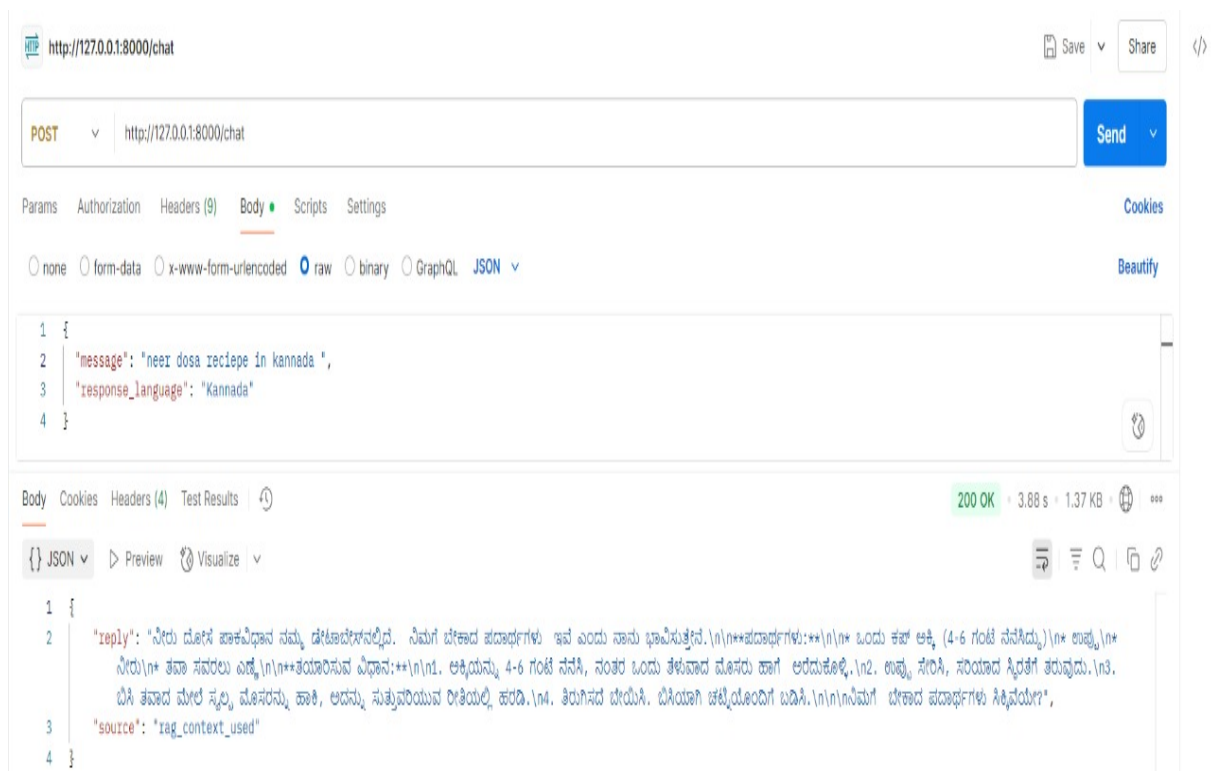 HTTP http://127.0.0.1:8000/chat Save Share </>
POST http://127.0.0.1:8000/chat Send
Params Authorization Headers (9) Body Scripts Settings Cookies
none form-data x-www-form-urlencoded raw binary GraphQL JSON Beautify
1 {
2 "message": "neer dosa reciepe in kannada ",
3 "response_language": "Kannada"
4 }
Body Cookies Headers (4) Test Results 200 OK 3.88 s 1.37 KB
{} JSON Preview Visualize
1 {
2 "reply": "ನೀರು ದೋಸೆ ಪಾಕವಿಧಾನ ನಮ್ಮ ಡೇಟಾಬೇಸ್‌ನಲ್ಲಿದೆ. ನಿಮಗೆ ಬೇಕಾದ ಪದಾರ್ಥಗಳು ಇವೆ ಎಂದು ನಾನು ಭಾವಿಸುತ್ತೇನೆ.\n\n**ಪದಾರ್ಥಗಳು:**\n\n* ಒಂದು ಕಪ್ ಅಕ್ಕಿ (4-6 ಗಂಟೆ ನೆನೆಸಿದ್ದು)\n* ಉಪ್ಪು\n*
ನೀರು\n* ತವಾ ಸವರಲು ಎಣ್ಣೆ\n\n**ತಯಾರಿಸುವ ವಿಧಾನ:**\n\n1. ಅಕ್ಕಿಯನ್ನು 4-6 ಗಂಟೆ ನೆನೆಸಿ, ನಂತರ ಒಂದು ತೆಳುವಾದ ಮೊಸರು ಹಾಗೆ ಅರೆದುಕೊಳ್ಳಿ.\n2. ಉಪ್ಪು ಸೇರಿಸಿ, ಸರಿಯಾದ ಸ್ಥಿರತೆಗೆ ತರುವುದು.\n3.
ಬಿಸಿ ತವಾದ ಮೇಲೆ ಸ್ವಲ್ಪ ಮೊಸರನ್ನು ಹಾಕಿ, ಅದನ್ನು ಸುತ್ತುವರಿಯುವ ರೀತಿಯಲ್ಲಿ ಹರಡಿ.\n4. ತಿರುಗಿಸದೆ ಬೇಯಿಸಿ. ಬಿಸಿಯಾಗಿ ಚಟ್ನಿಯೊಂದಿಗೆ ಬಡಿಸಿ.\n\n\nನಿಮಗೆ ಬೇಕಾದ ಪದಾರ್ಥಗಳು ಸಿಕ್ಕಿವೆಯೇ?",
3 "source": "rag_context_used"
4 }